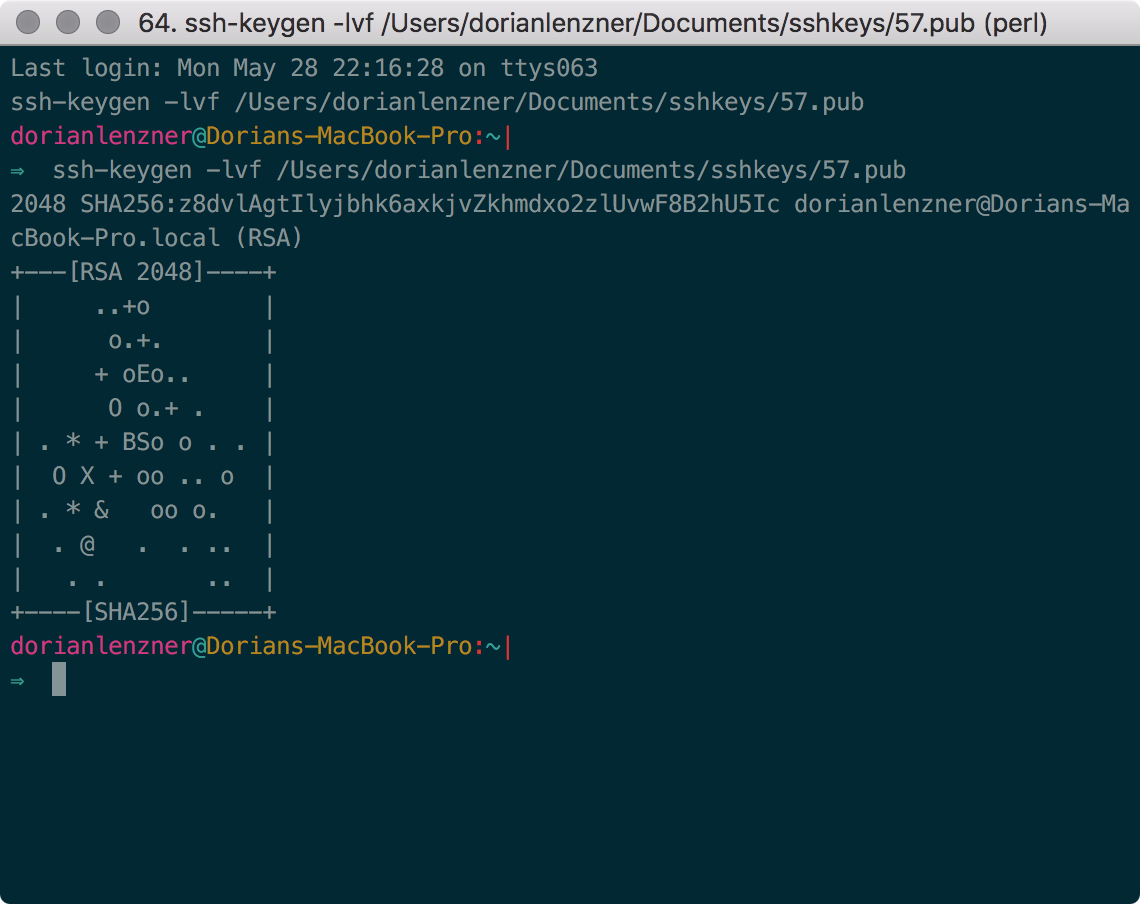 64. ssh-keygen -lvf /Users/dorianlenzner/Documents/sshkeys/57.pub (perl)
Last login: Mon May 28 22:16:28 on ttys063
ssh-keygen -lvf /Users/dorianlenzner/Documents/sshkeys/57.pub
dorianlenzner@Dorians-MacBook-Pro:~|
⇒  ssh-keygen -lvf /Users/dorianlenzner/Documents/sshkeys/57.pub
2048 SHA256:z8dvlAgtIlyjbhk6axkjvZkhmdxo2zlUvwF8B2hU5Ic dorianlenzner@Dorians-Ma
cBook-Pro.local (RSA)
+---[RSA 2048]----+
|     ..+o        |
|      o.+.       |
|     + oEo..     |
|      O o.+ .    |
| . * + BSo o . . |
|  O X + oo .. o  |
| . * &   oo o.   |
|  . @   .  . ..  |
|   . .       ..  |
+----[SHA256]-----+
dorianlenzner@Dorians-MacBook-Pro:~|
⇒